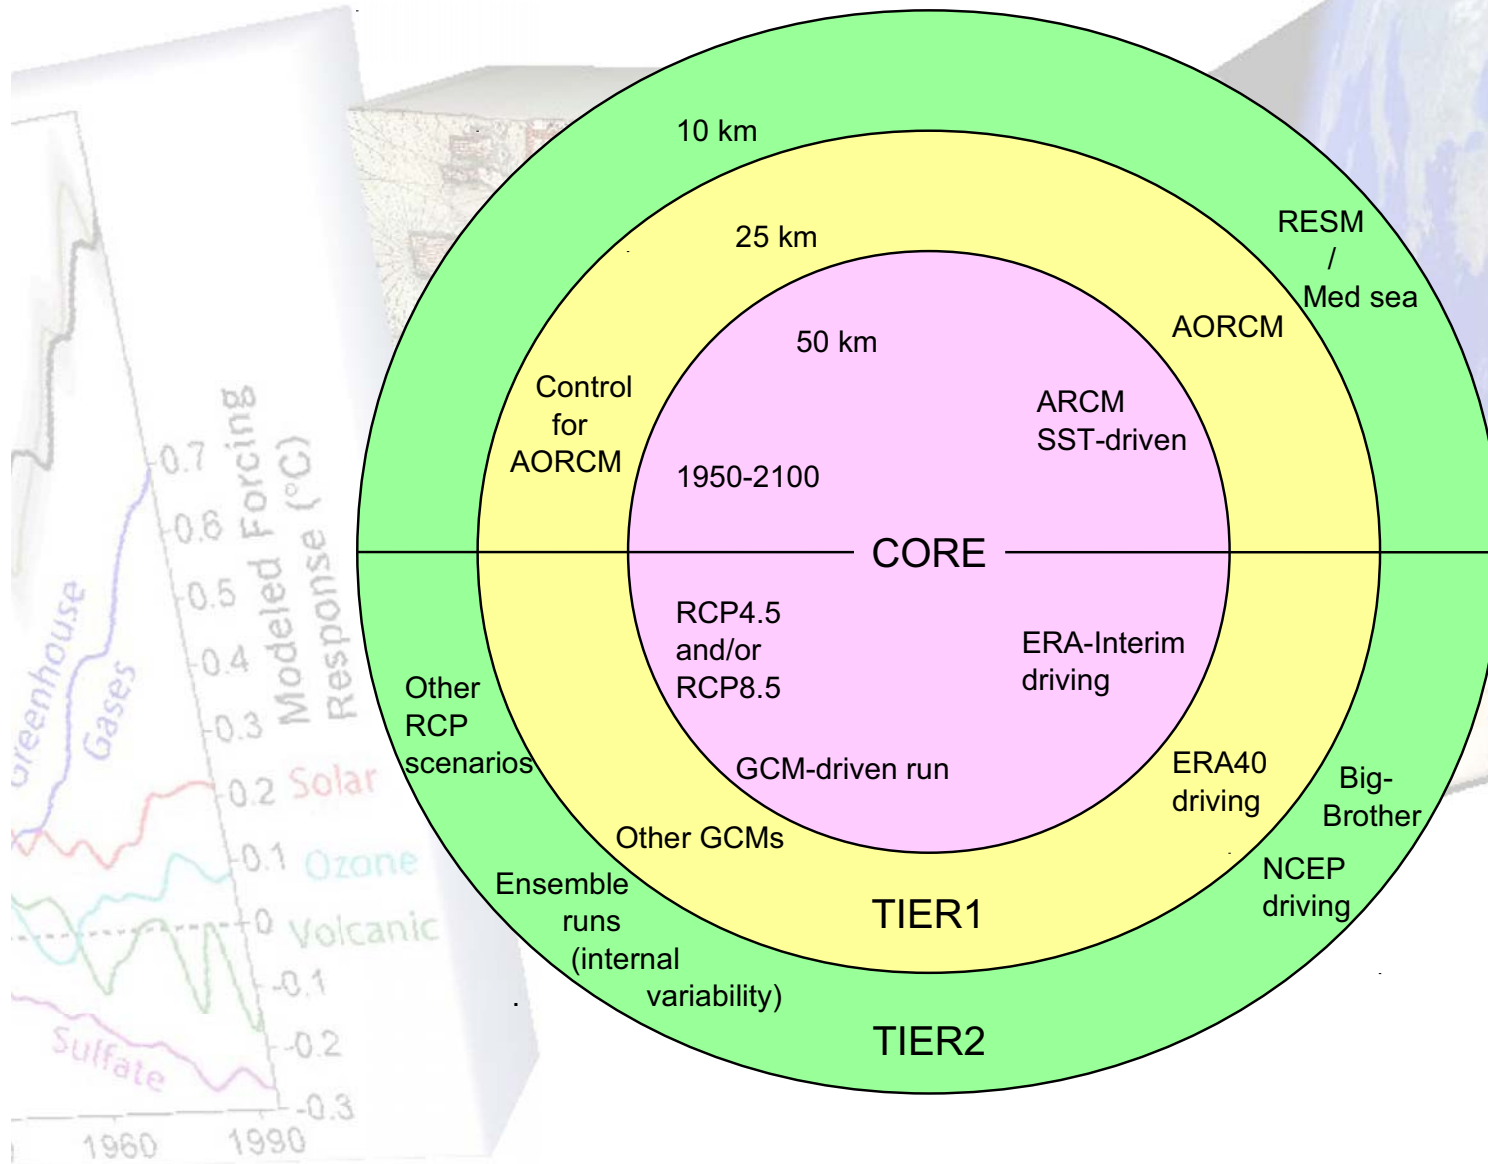 10 km
25 km
50 km
RESM
/
Med sea
AORCM
ARCM
SST-driven
Control
for
AORCM
1950-2100
CORE
RCP4.5
and/or
RCP8.5
ERA-Interim
driving
GCM-driven run
Other
RCP
scenarios
Other GCMs
ERA40
driving
Big-
Brother
NCEP
driving
Ensemble
runs
(internal
variability)
TIER1
TIER2
Modeled Forcing
Response (°C)
0.7
0.6
0.5
0.4
0.3
0.2
0.1
0
-0.1
-0.2
-0.3
Greenhouse
Gases
Solar
Ozone
Volcanic
Sulfate
1960
1990